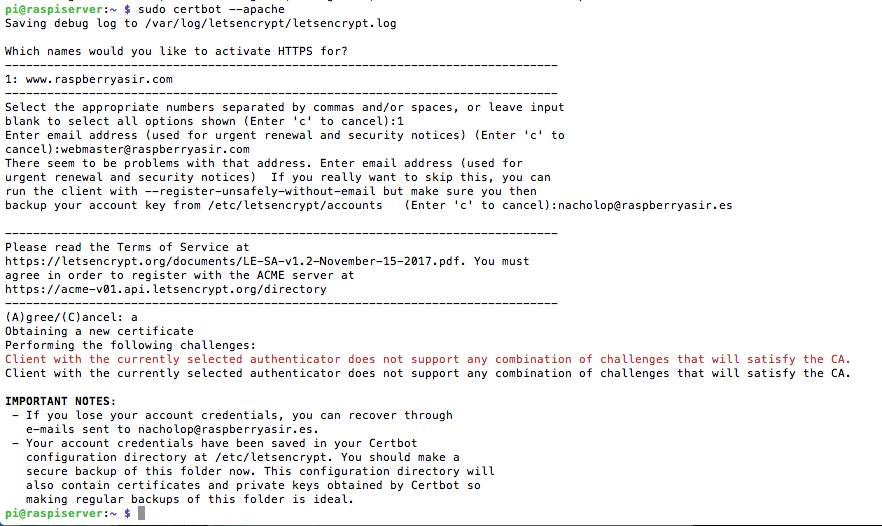 pi@raspiserver:~ $ sudo certbot --apache
Saving debug log to /var/log/letsencrypt/letsencrypt.log

Which names would you like to activate HTTPS for?
-------------------------------------------------------------------------------
1: www.raspberryasir.com
-------------------------------------------------------------------------------
Select the appropriate numbers separated by commas and/or spaces, or leave input
blank to select all options shown (Enter 'c' to cancel):1
Enter email address (used for urgent renewal and security notices) (Enter 'c' to
cancel):webmaster@raspberryasir.com
There seem to be problems with that address. Enter email address (used for
urgent renewal and security notices)  If you really want to skip this, you can
run the client with --register-unsafely-without-email but make sure you then
backup your account key from /etc/letsencrypt/accounts   (Enter 'c' to cancel):nacholop@raspberryasir.es

-------------------------------------------------------------------------------
Please read the Terms of Service at
https://letsencrypt.org/documents/LE-SA-v1.2-November-15-2017.pdf. You must
agree in order to register with the ACME server at
https://acme-v01.api.letsencrypt.org/directory
-------------------------------------------------------------------------------
(A)gree/(C)ancel: a
Obtaining a new certificate
Performing the following challenges:
Client with the currently selected authenticator does not support any combination of challenges that will satisfy the CA.
Client with the currently selected authenticator does not support any combination of challenges that will satisfy the CA.

IMPORTANT NOTES:
 - If you lose your account credentials, you can recover through
   e-mails sent to nacholop@raspberryasir.es.
 - Your account credentials have been saved in your Certbot
   configuration directory at /etc/letsencrypt. You should make a
   secure backup of this folder now. This configuration directory will
   also contain certificates and private keys obtained by Certbot so
   making regular backups of this folder is ideal.
pi@raspiserver:~ $